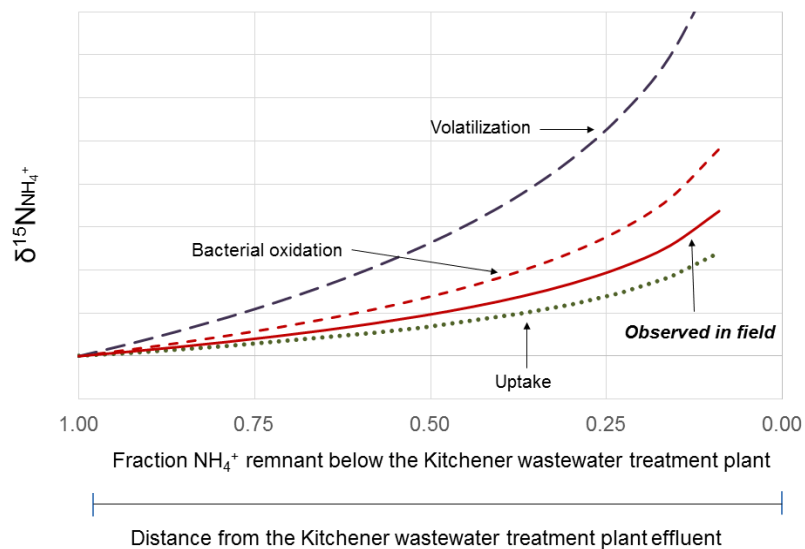 Volatilization
δ¹⁵N_NH₄⁺
Bacterial oxidation
Observed in field
Uptake
1.00 0.75 0.50 0.25 0.00
Fraction NH₄⁺ remnant below the Kitchener wastewater treatment plant
Distance from the Kitchener wastewater treatment plant effluent